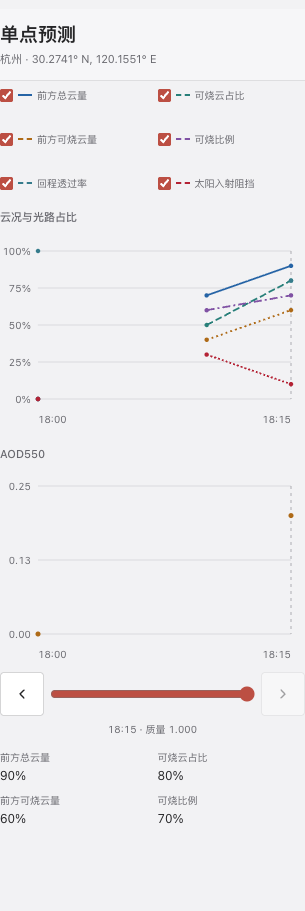 单点预测
杭州 · 30.2741° N, 120.1551° E
前方总云量 可烧云占比
前方可烧云量 可烧比例
回程透过率 太阳入射阻挡
云况与光路占比
100%
75%
50%
25%
0%
18:00 18:15
AOD550
0.25
0.13
0.00
18:00 18:15
18:15 · 质量 1.000
前方总云量 可烧云占比
90% 80%
前方可烧云量 可烧比例
60% 70%